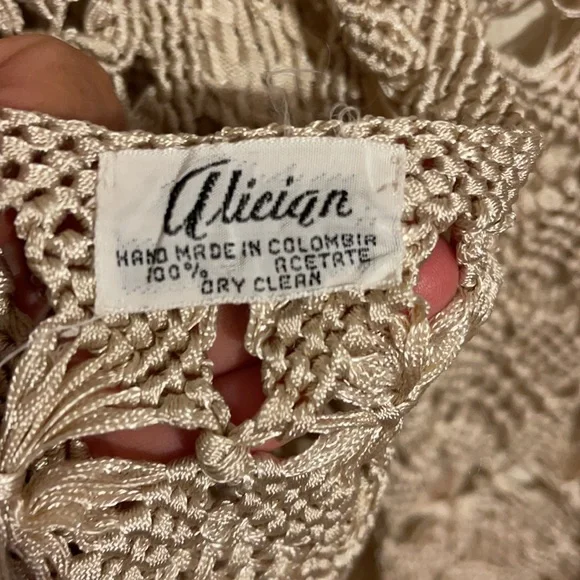 Alician
HAND MADE IN COLOMBIA
100% ACETATE
DRY CLEAN